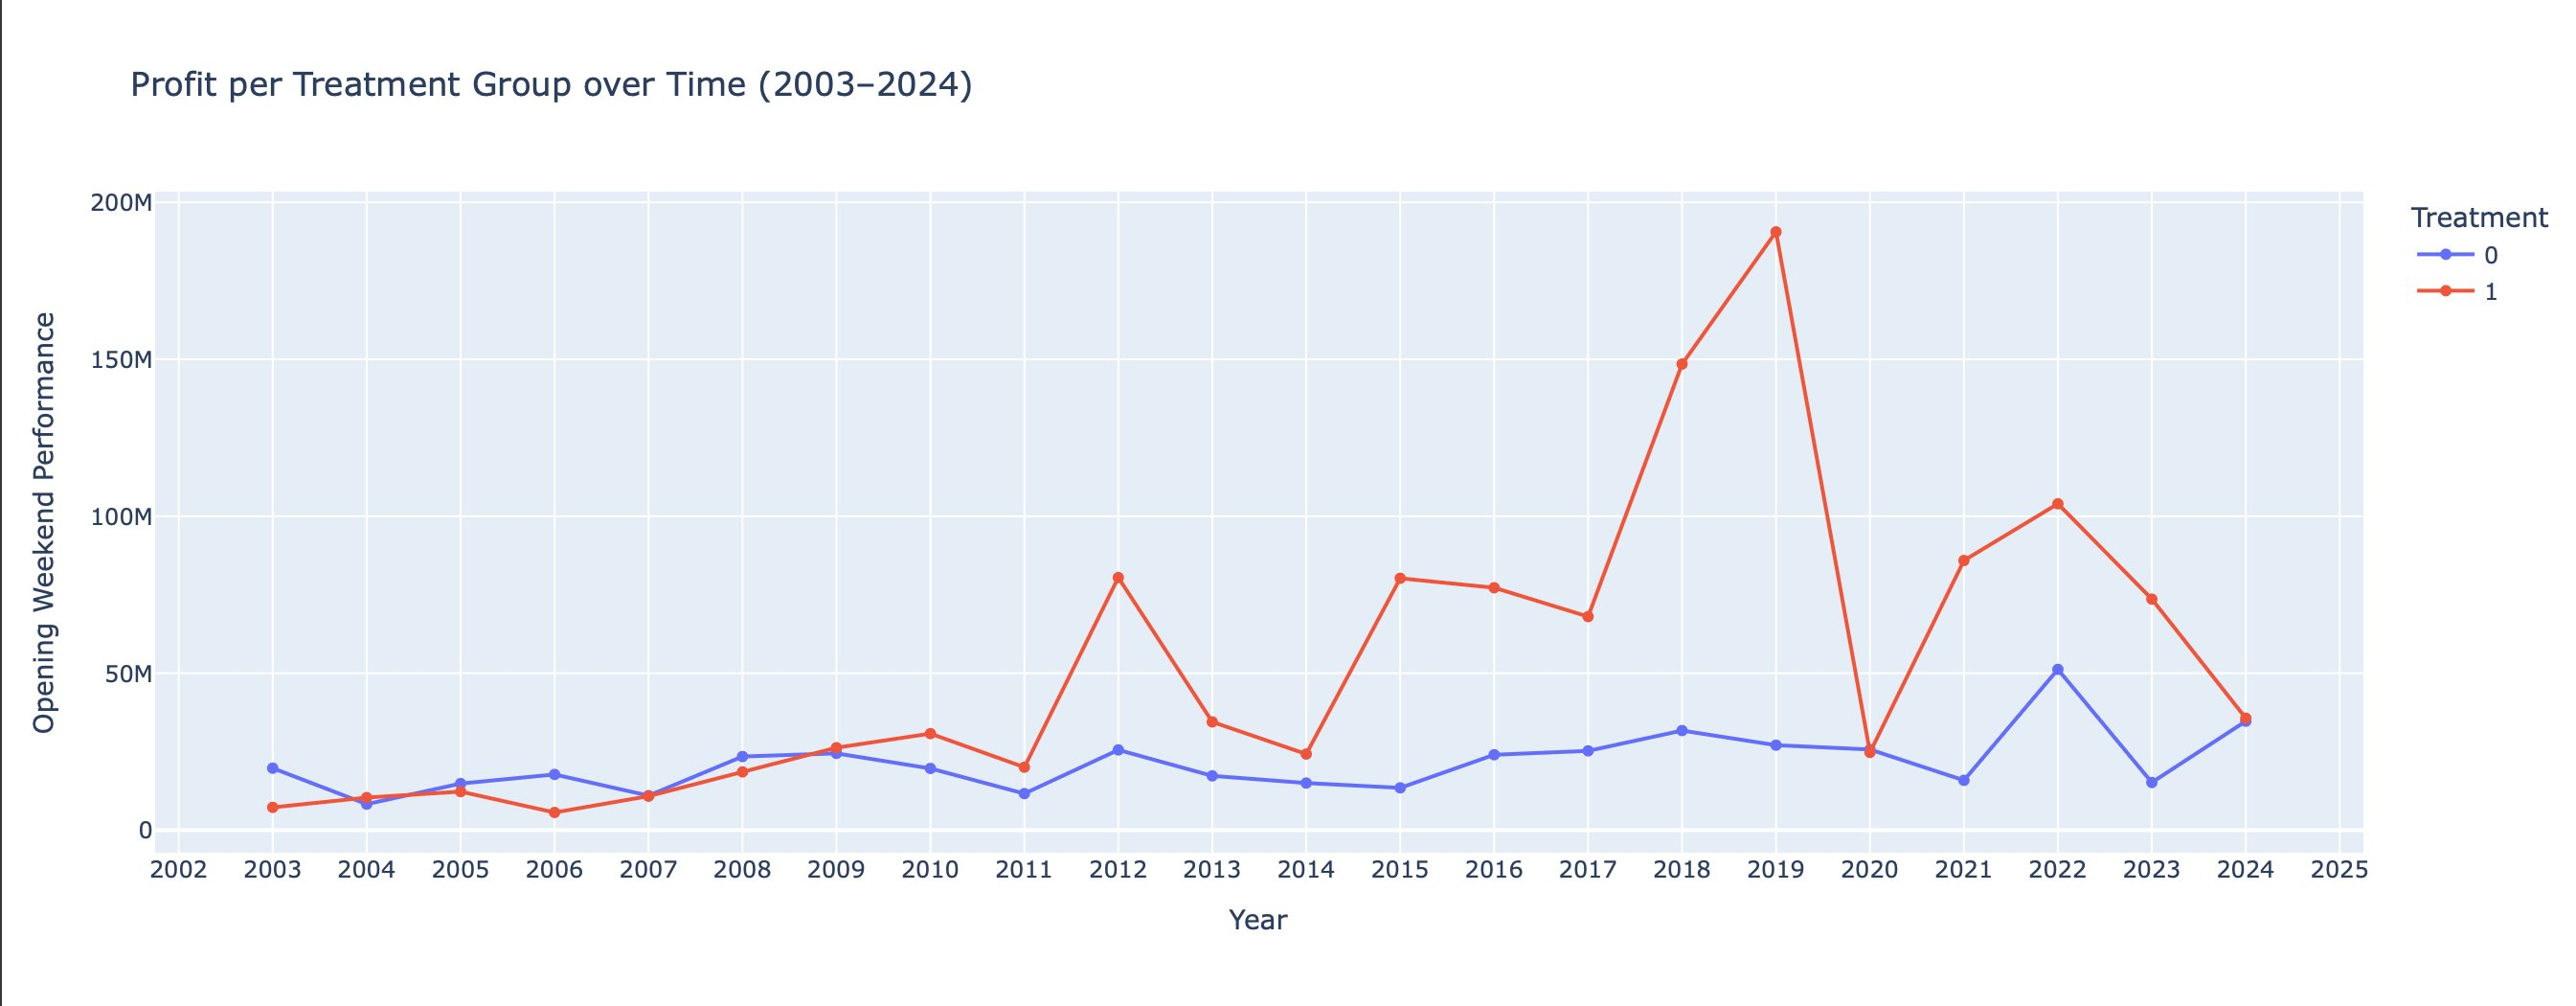 Profit per Treatment Group over Time (2003–2024)
200M
150M
100M
50M
0
Opening Weekend Performance
2002 2003 2004 2005 2006 2007 2008 2009 2010 2011 2012 2013 2014 2015 2016 2017 2018 2019 2020 2021 2022 2023 2024 2025
Year
Treatment
0
1